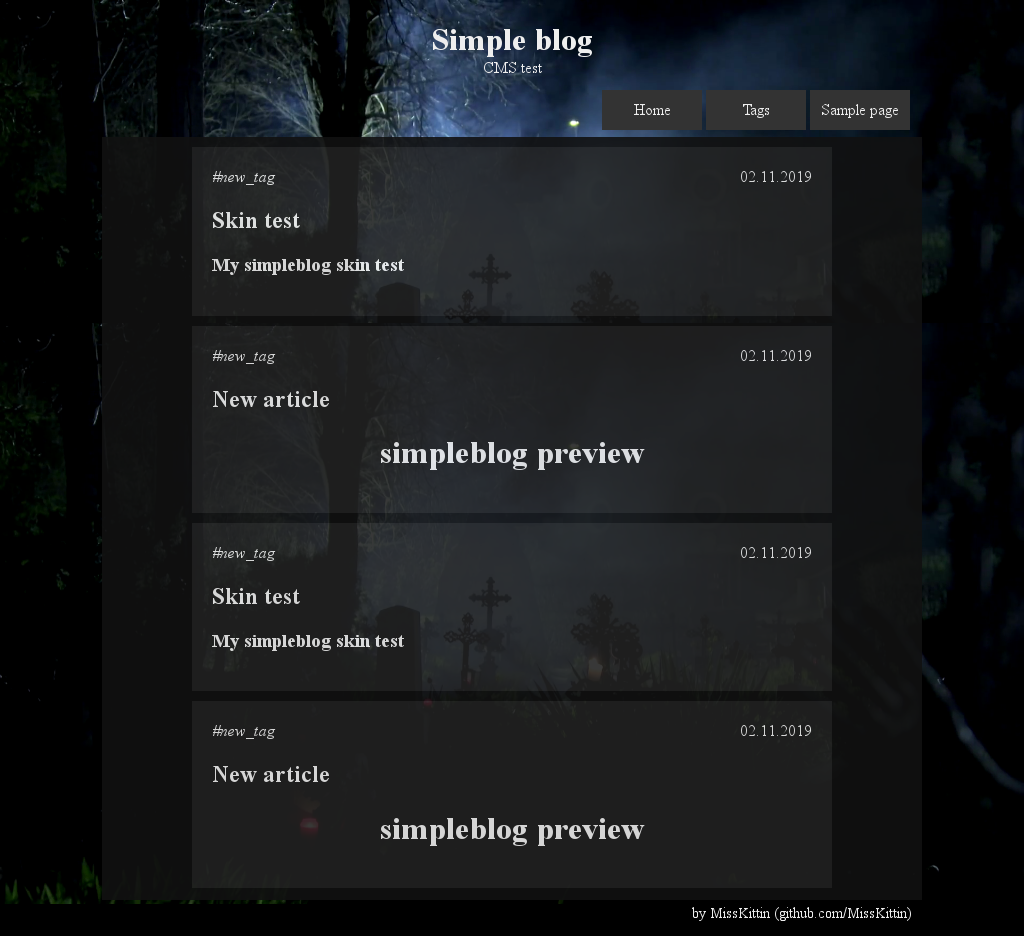 Simple blog
CMS test
Home Tags Sample page
#new_tag 02.11.2019
Skin test
My simpleblog skin test
#new_tag 02.11.2019
New article
simpleblog preview
#new_tag 02.11.2019
Skin test
My simpleblog skin test
#new_tag 02.11.2019
New article
simpleblog preview
by MissKittin (github.com/MissKittin)